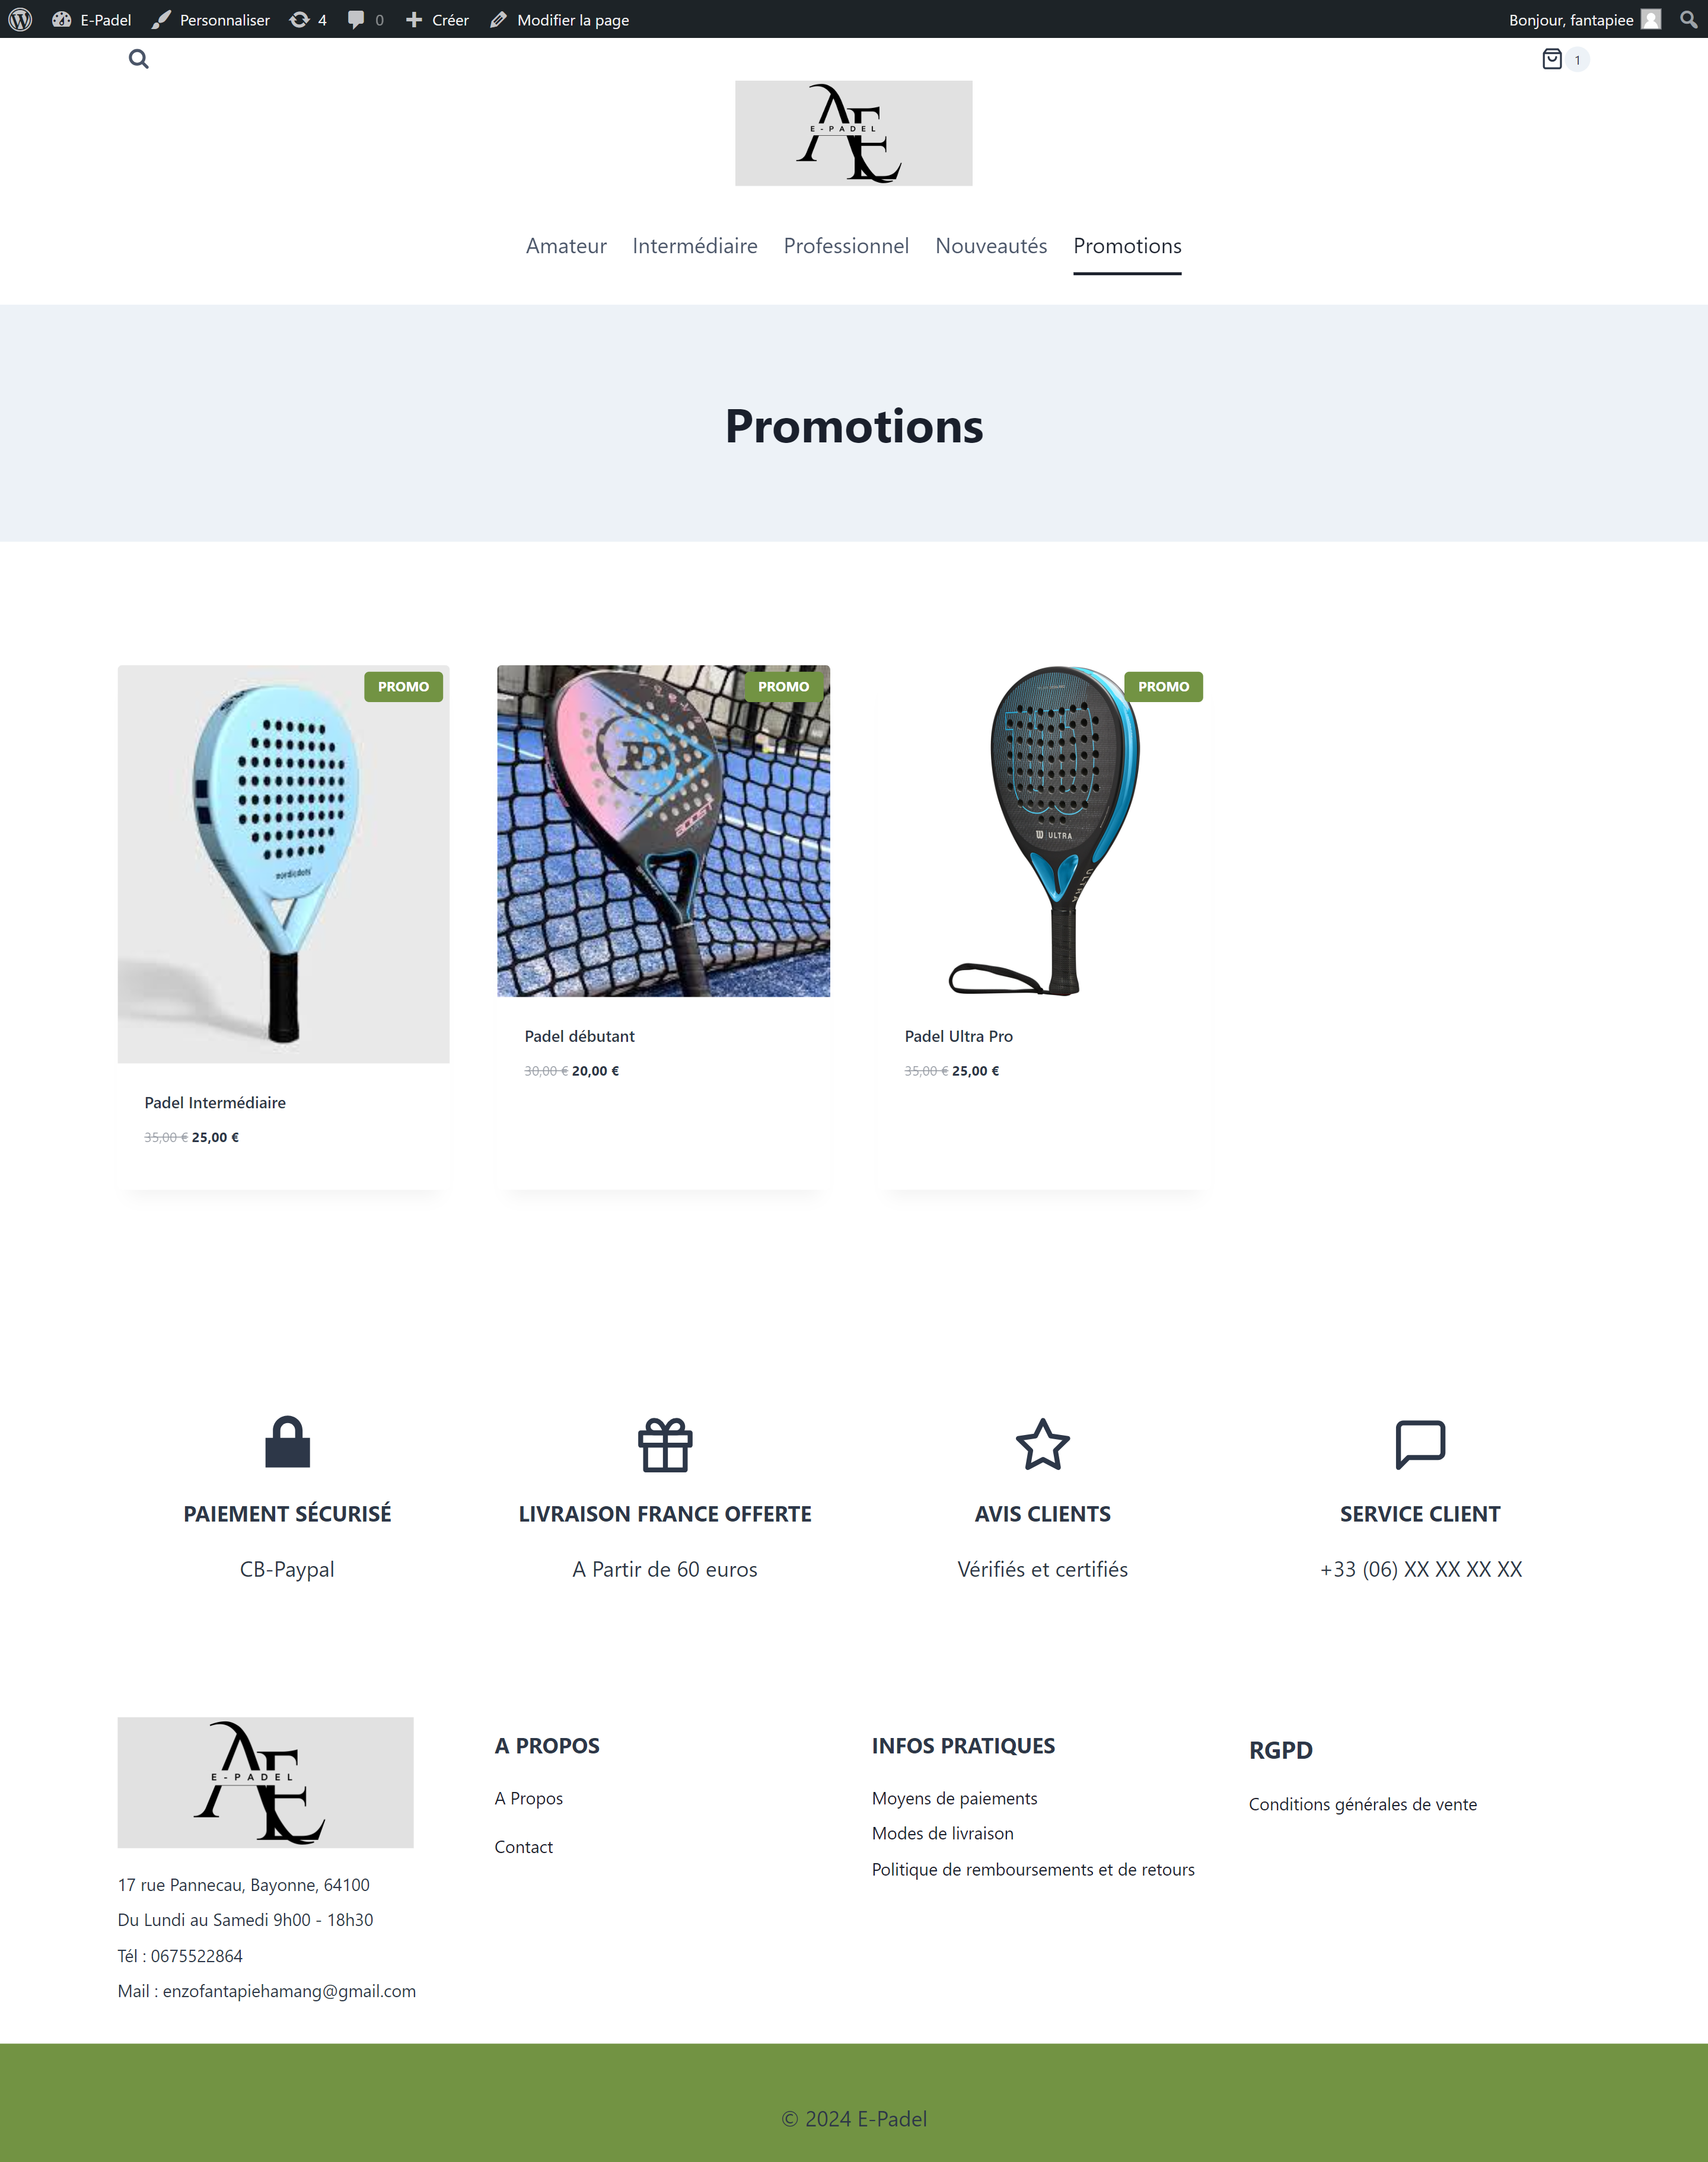 E-Padel Personnaliser 4 0 Créer Modifier la page Bonjour, fantapiee
1
E-PADEL
Amateur Intermédiaire Professionnel Nouveautés Promotions
Promotions
PROMO
nordicdots
Padel Intermédiaire
35,00 € 25,00 €
PROMO
BOOST
Padel débutant
30,00 € 20,00 €
PROMO
ULTRA
Padel Ultra Pro
35,00 € 25,00 €
PAIEMENT SÉCURISÉ
CB-Paypal
LIVRAISON FRANCE OFFERTE
A Partir de 60 euros
AVIS CLIENTS
Vérifiés et certifiés
SERVICE CLIENT
+33 (06) XX XX XX XX
E-PADEL
17 rue Pannecau, Bayonne, 64100
Du Lundi au Samedi 9h00 - 18h30
Tél : 0675522864
Mail : enzofantapiehamang@gmail.com
A PROPOS
A Propos
Contact
INFOS PRATIQUES
Moyens de paiements
Modes de livraison
Politique de remboursements et de retours
RGPD
Conditions générales de vente
© 2024 E-Padel